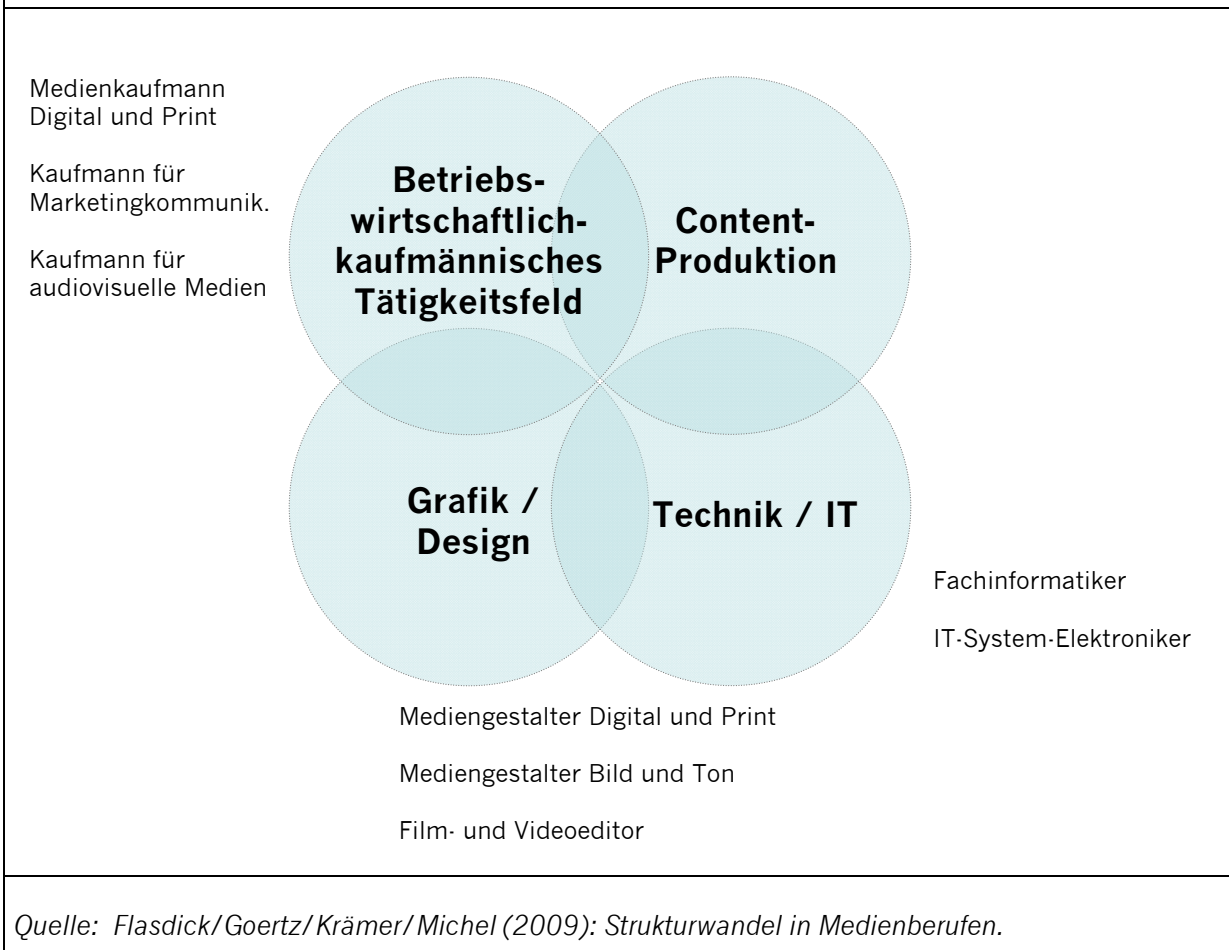 Medienkaufmann
Digital und Print
Kaufmann für
Marketingkommunik.
Kaufmann für
audiovisuelle Medien
Betriebs-
wirtschaftlich-
kaufmännisches
Tätigkeitsfeld
Content-
Produktion
Grafik /
Design
Technik / IT
Fachinformatiker
IT-System-Elektroniker
Mediengestalter Digital und Print
Mediengestalter Bild und Ton
Film- und Videoeditor
Quelle: Flasdick/Goertz/Krämer/Michel (2009): Strukturwandel in Medienberufen.